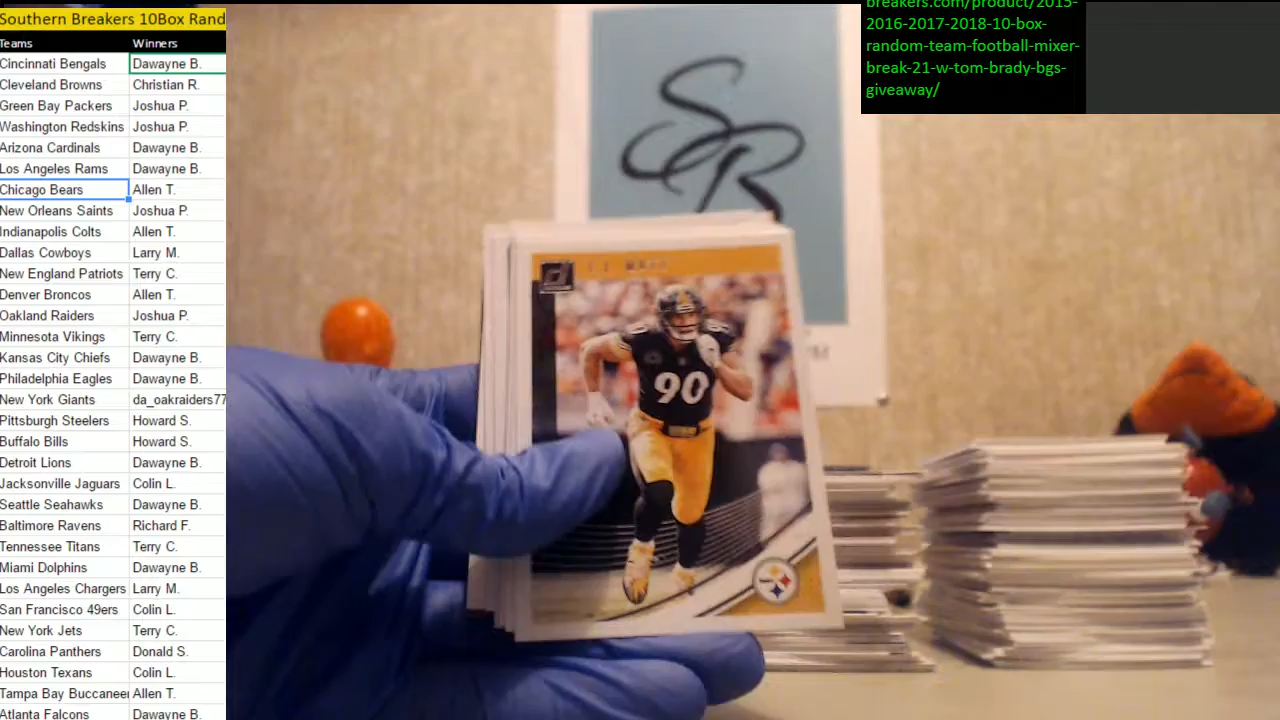 Southern Breakers 10Box Rand
Teams Winners
Cincinnati Bengals Dawayne B.
Cleveland Browns Christian R.
Green Bay Packers Joshua P.
Washington Redskins Joshua P.
Arizona Cardinals Dawayne B.
Los Angeles Rams Dawayne B.
Chicago Bears Allen T.
New Orleans Saints Joshua P.
Indianapolis Colts Allen T.
Dallas Cowboys Larry M.
New England Patriots Terry C.
Denver Broncos Allen T.
Oakland Raiders Joshua P.
Minnesota Vikings Terry C.
Kansas City Chiefs Dawayne B.
Philadelphia Eagles Dawayne B.
New York Giants da_oakraiders77
Pittsburgh Steelers Howard S.
Buffalo Bills Howard S.
Detroit Lions Dawayne B.
Jacksonville Jaguars Colin L.
Seattle Seahawks Dawayne B.
Baltimore Ravens Richard F.
Tennessee Titans Terry C.
Miami Dolphins Dawayne B.
Los Angeles Chargers Larry M.
San Francisco 49ers Colin L.
New York Jets Terry C.
Carolina Panthers Donald S.
Houston Texans Colin L.
Tampa Bay Buccaneer Allen T.
Atlanta Falcons Dawayne B.
breakers.com/product/2015-
2016-2017-2018-10-box-
random-team-football-mixer-
break-21-w-tom-brady-bgs-
giveaway/
SR
90